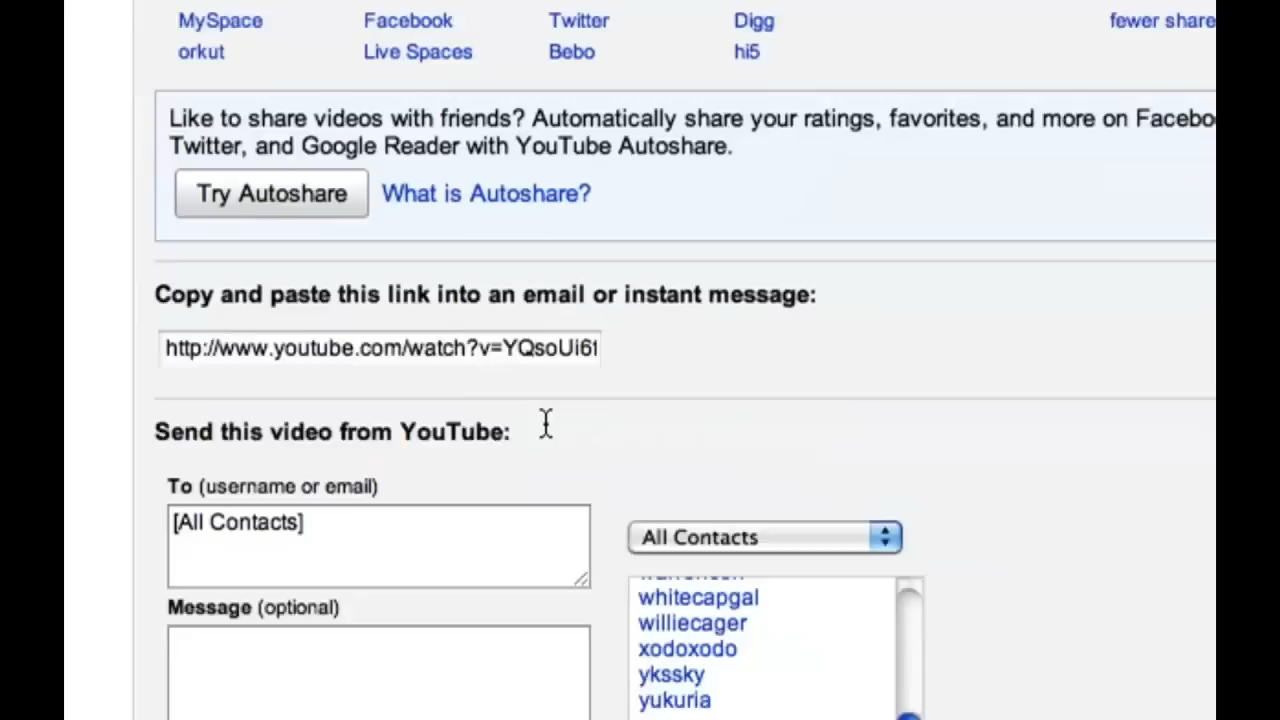 MySpace Facebook Twitter Digg fewer share
orkut Live Spaces Bebo hi5
Like to share videos with friends? Automatically share your ratings, favorites, and more on Facebo
Twitter, and Google Reader with YouTube Autoshare.
Try Autoshare What is Autoshare?
Copy and paste this link into an email or instant message:
http://www.youtube.com/watch?v=YQsoUi6
Send this video from YouTube:
To (username or email)
[All Contacts]
All Contacts
whitecapgal
williecager
xodoxodo
ykssky
yukuria
Message (optional)